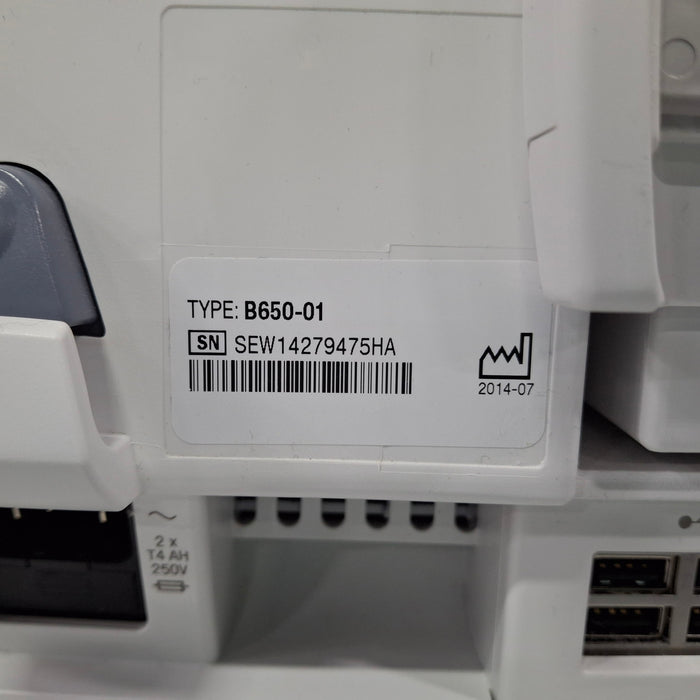 TYPE: B650-01
SN SEW14279475HA
2014-07
2 x
T4 AH
250V